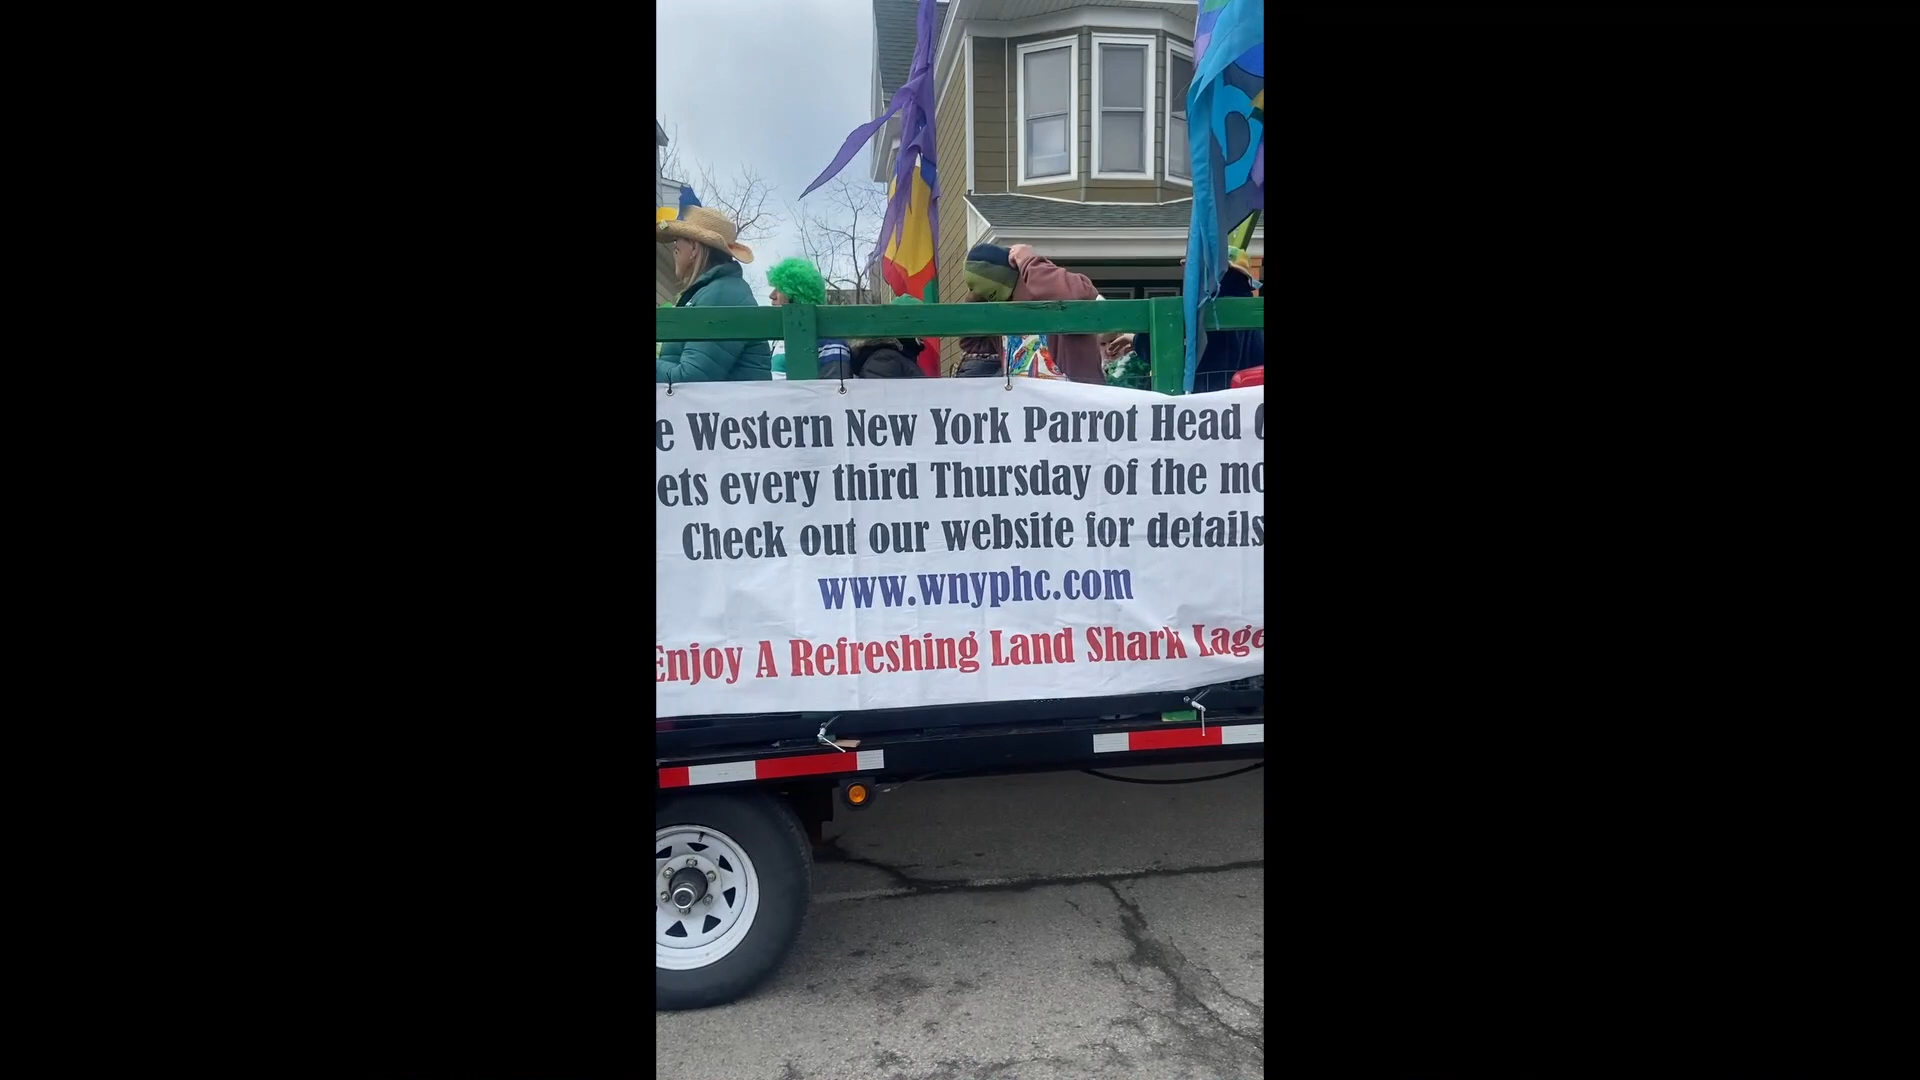 e Western New York Parrot Head
ets every third Thursday of the mo
Check out our website for details
www.wnyphc.com
Enjoy A Refreshing Land Shark Lage